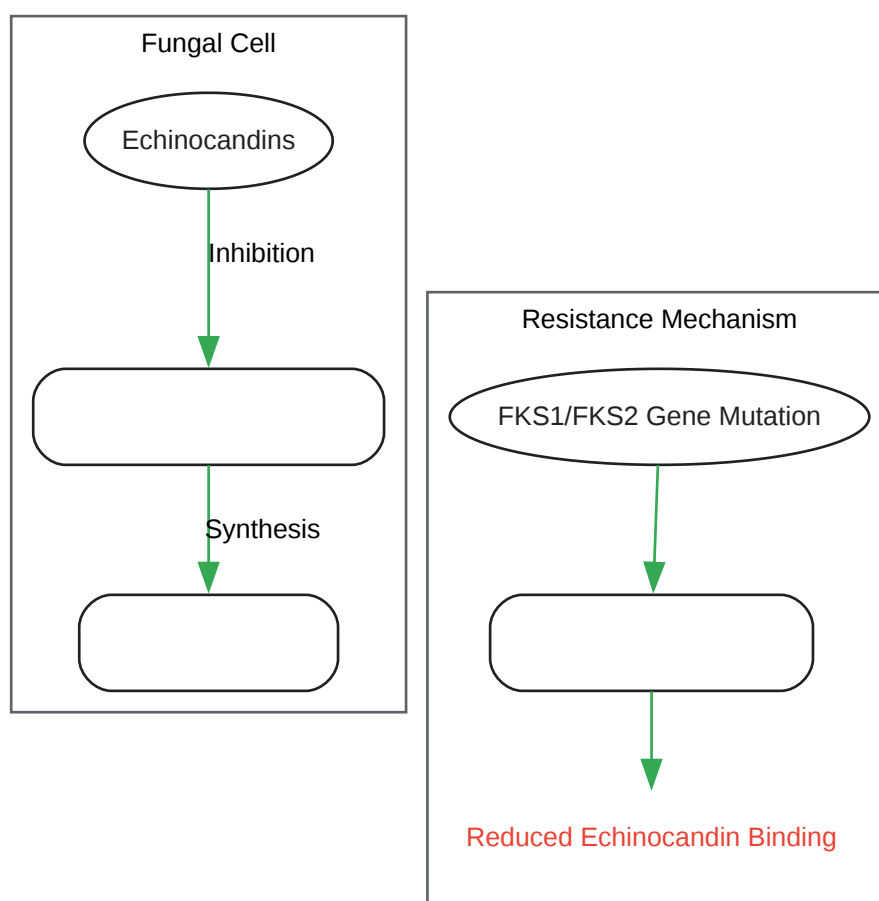 Fungal Cell
Echinocandins
Inhibition
Synthesis
Resistance Mechanism
FKS1/FKS2 Gene Mutation
Reduced Echinocandin Binding